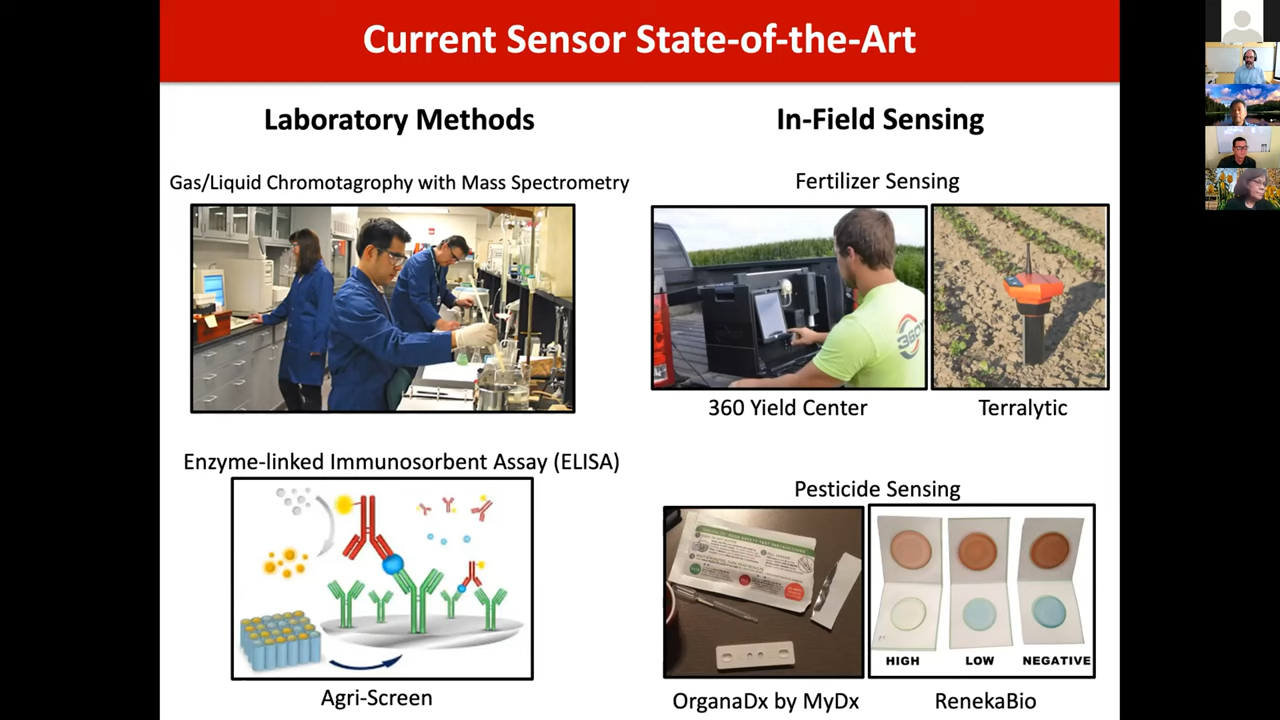 Current Sensor State-of-the-Art
Laboratory Methods
In-Field Sensing
Gas/Liquid Chromotagrophy with Mass Spectrometry
Fertilizer Sensing
360
360 Yield Center
Terralytic
Enzyme-linked Immunosorbent Assay (ELISA)
Pesticide Sensing
HIGH
LOW
NEGATIVE
Agri-Screen
OrganaDx by MyDx
RenekaBio